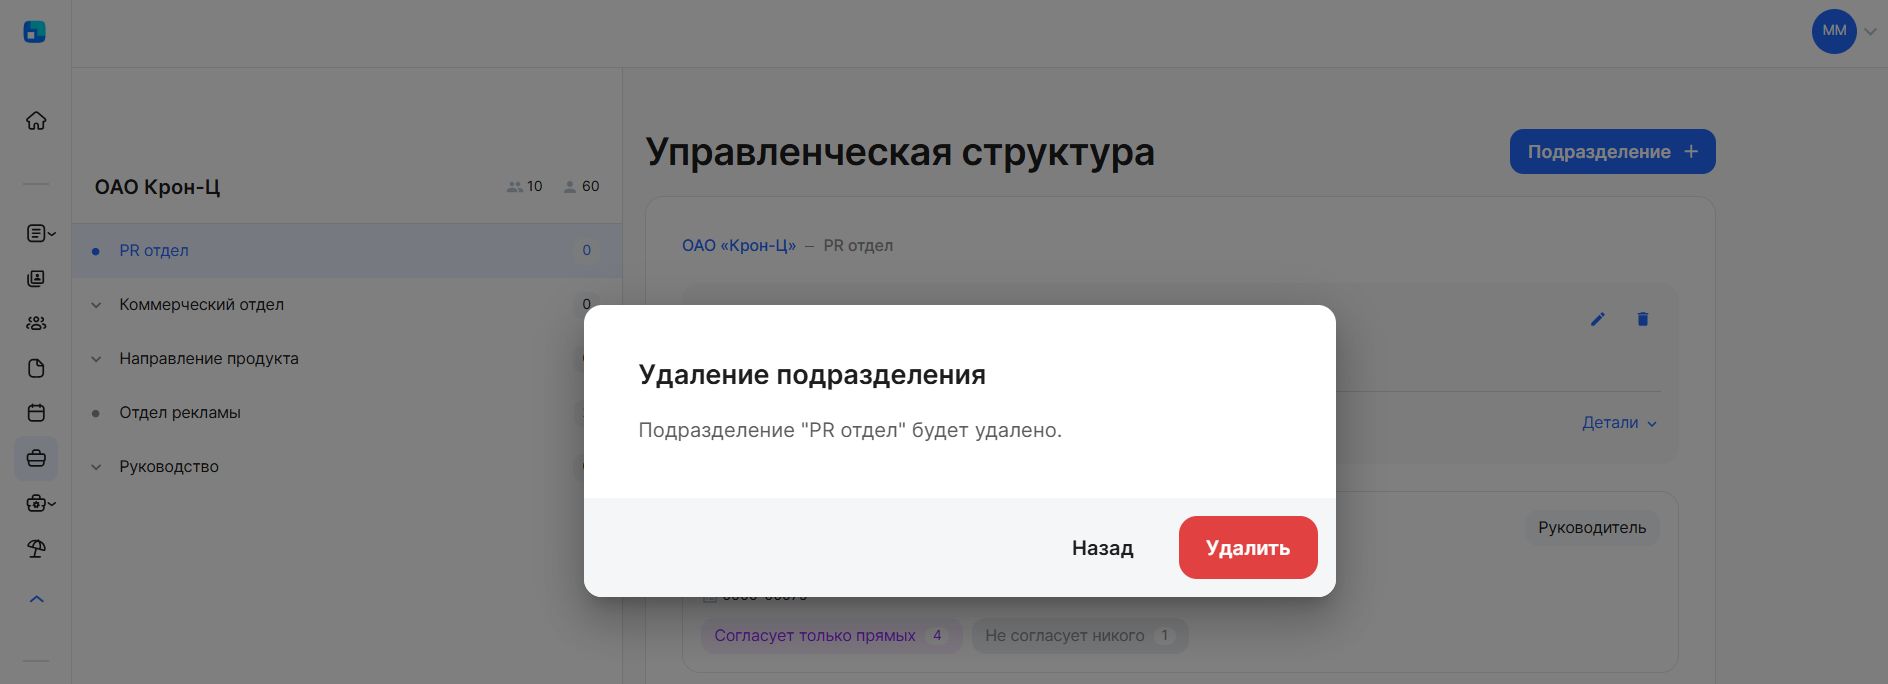 MM
Управленческая структура
Подразделение
ОАО Крон-Ц
10
60
PR отдел
0
Коммерческий отдел
0
Направление продукта
Отдел рекламы
Руководство
ОАО «Крон-Ц» – PR отдел
Детали
Удаление подразделения
Подразделение "PR отдел" будет удалено.
Назад
Удалить
Руководитель
Согласует только прямых 4
Не согласует никого 1